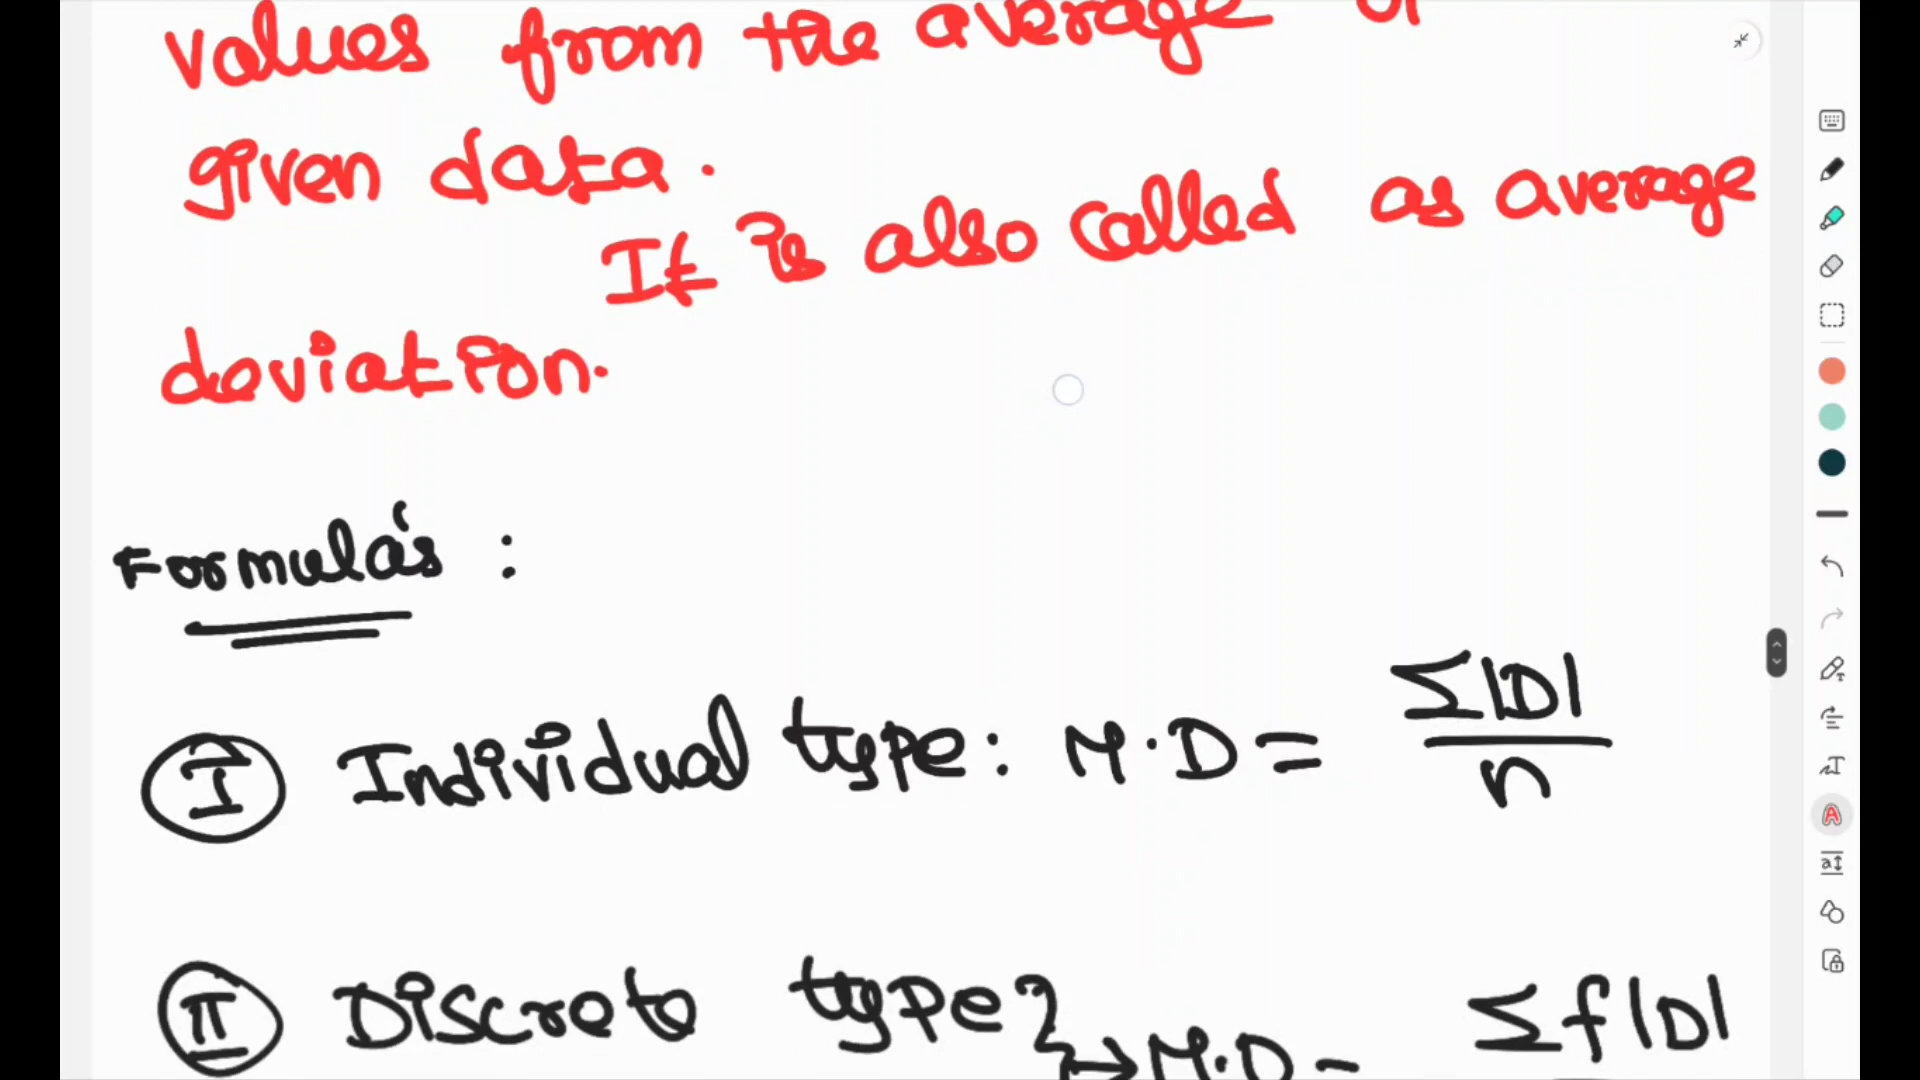 values from the average of
given data.
It is also called as average
deviation.
Formula's :
I Individual type: M.D = Σ|D| / n
II Discrete type } → M.D = Σf|D|